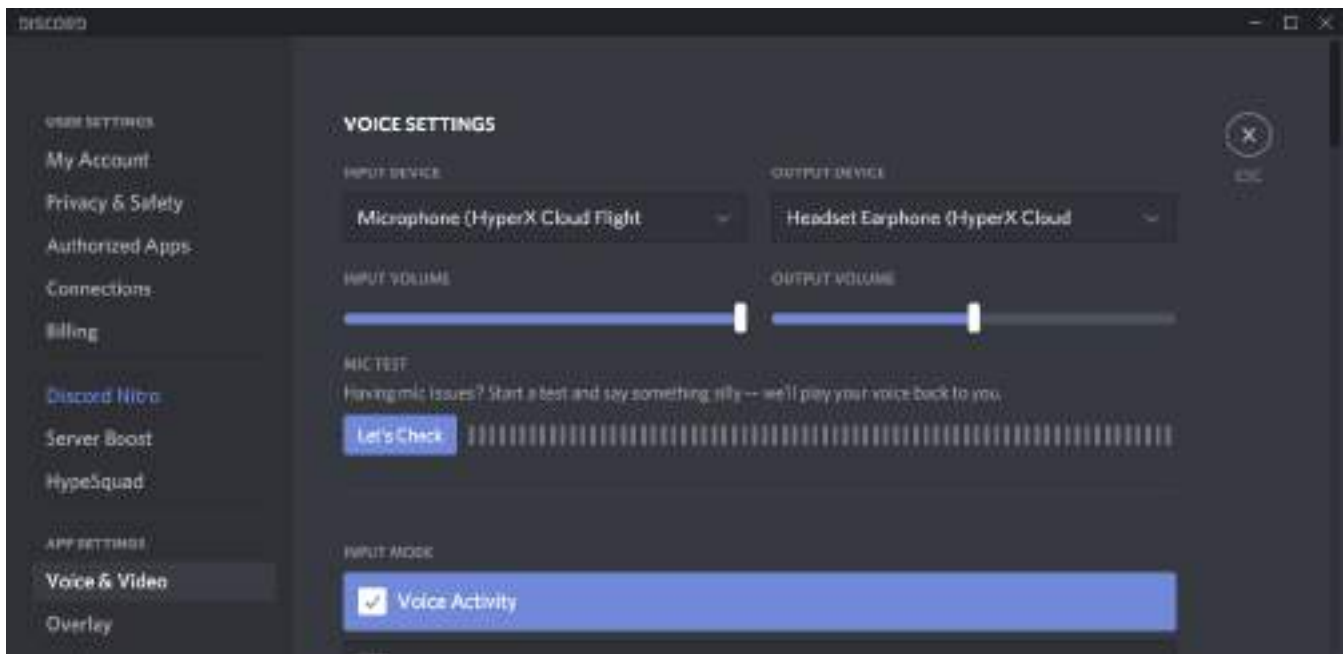 DISCORD
USER SETTINGS
My Account
Privacy & Safety
Authorized Apps
Connections
Billing
Discord Nitro
Server Boost
HypeSquad
APP SETTINGS
Voice & Video
Overlay
VOICE SETTINGS
INPUT DEVICE
Microphone (HyperX Cloud Flight
OUTPUT DEVICE
Headset Earphone (HyperX Cloud
INPUT VOLUME
OUTPUT VOLUME
MIC TEST
Having mic issues? Start a test and say something silly — we'll play your voice back to you.
Let's Check
INPUT MODE
Voice Activity
ESC